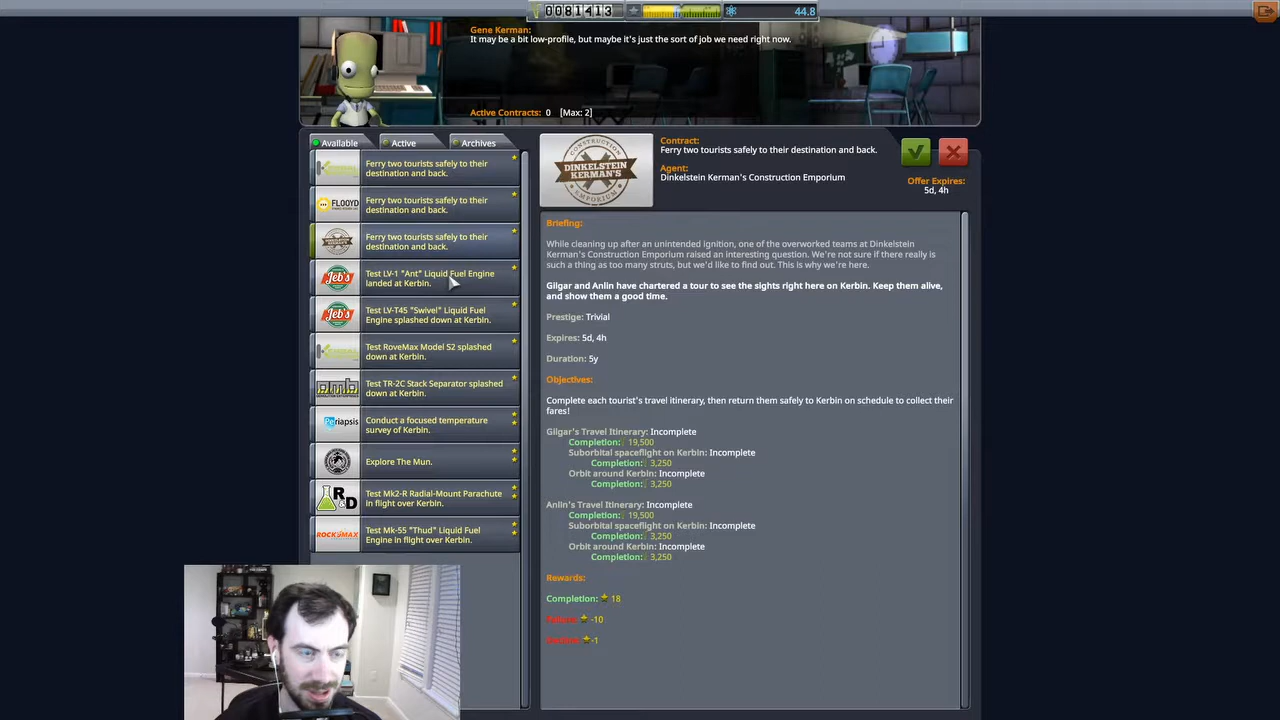 0081413
44.8
Gene Kerman:
It may be a bit low-profile, but maybe it's just the sort of job we need right now.
Active Contracts: 0 [Max: 2]
Available
Active
Archives
Ferry two tourists safely to their
destination and back.
FLOOYD
Ferry two tourists safely to their
destination and back.
Ferry two tourists safely to their
destination and back.
Jeb's
Test LV-1 "Ant" Liquid Fuel Engine
landed at Kerbin.
Jeb's
Test LV-T45 "Swivel" Liquid Fuel
Engine splashed down at Kerbin.
Test RoveMax Model S2 splashed
down at Kerbin.
Test TR-2C Stack Separator splashed
down at Kerbin.
Periapsis
Conduct a focused temperature
survey of Kerbin.
Explore The Mun.
R&D
Test Mk2-R Radial-Mount Parachute
in flight over Kerbin.
ROCKOMAX
Test Mk-55 "Thud" Liquid Fuel
Engine in flight over Kerbin.
CONSTRUCTION
DINKELSTEIN
KERMAN'S
EMPORIUM
Contract:
Ferry two tourists safely to their destination and back.
Agent:
Dinkelstein Kerman's Construction Emporium
Offer Expires:
5d, 4h
Briefing:
While cleaning up after an unintended ignition, one of the overworked teams at Dinkelstein
Kerman's Construction Emporium raised an interesting question. We're not sure if there really is
such a thing as too many struts, but we'd like to find out. This is why we're here.
Gilgar and Anlin have chartered a tour to see the sights right here on Kerbin. Keep them alive,
and show them a good time.
Prestige: Trivial
Expires: 5d, 4h
Duration: 5y
Objectives:
Complete each tourist's travel itinerary, then return them safely to Kerbin on schedule to collect their
fares!
Gilgar's Travel Itinerary: Incomplete
Completion: 19,500
Suborbital spaceflight on Kerbin: Incomplete
Completion: 3,250
Orbit around Kerbin: Incomplete
Completion: 3,250
Anlin's Travel Itinerary: Incomplete
Completion: 19,500
Suborbital spaceflight on Kerbin: Incomplete
Completion: 3,250
Orbit around Kerbin: Incomplete
Completion: 3,250
Rewards:
Completion: 18
Failure: -10
-1